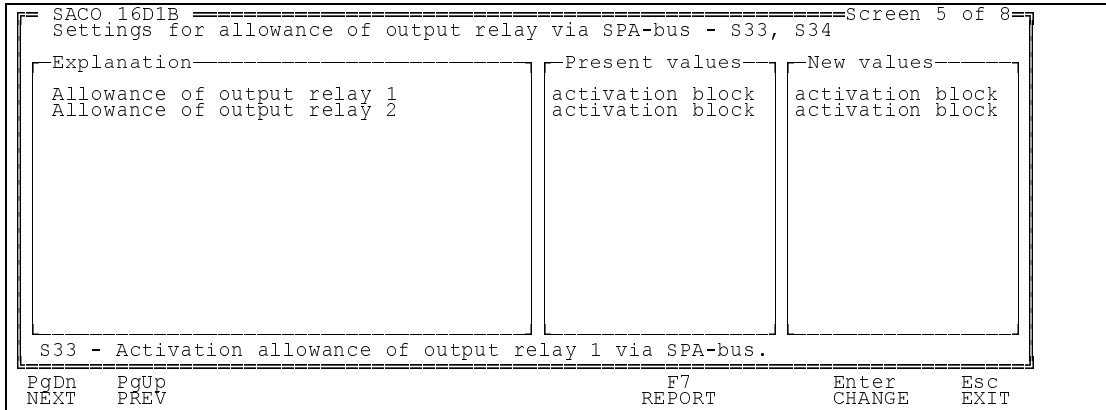 SACO 16D1B Screen 5 of 8
Settings for allowance of output relay via SPA-bus - S33, S34
Explanation Present values New values
Allowance of output relay 1 activation block activation block
Allowance of output relay 2 activation block activation block
S33 - Activation allowance of output relay 1 via SPA-bus.
PgDn PgUp F7 Enter Esc
NEXT PREV REPORT CHANGE EXIT